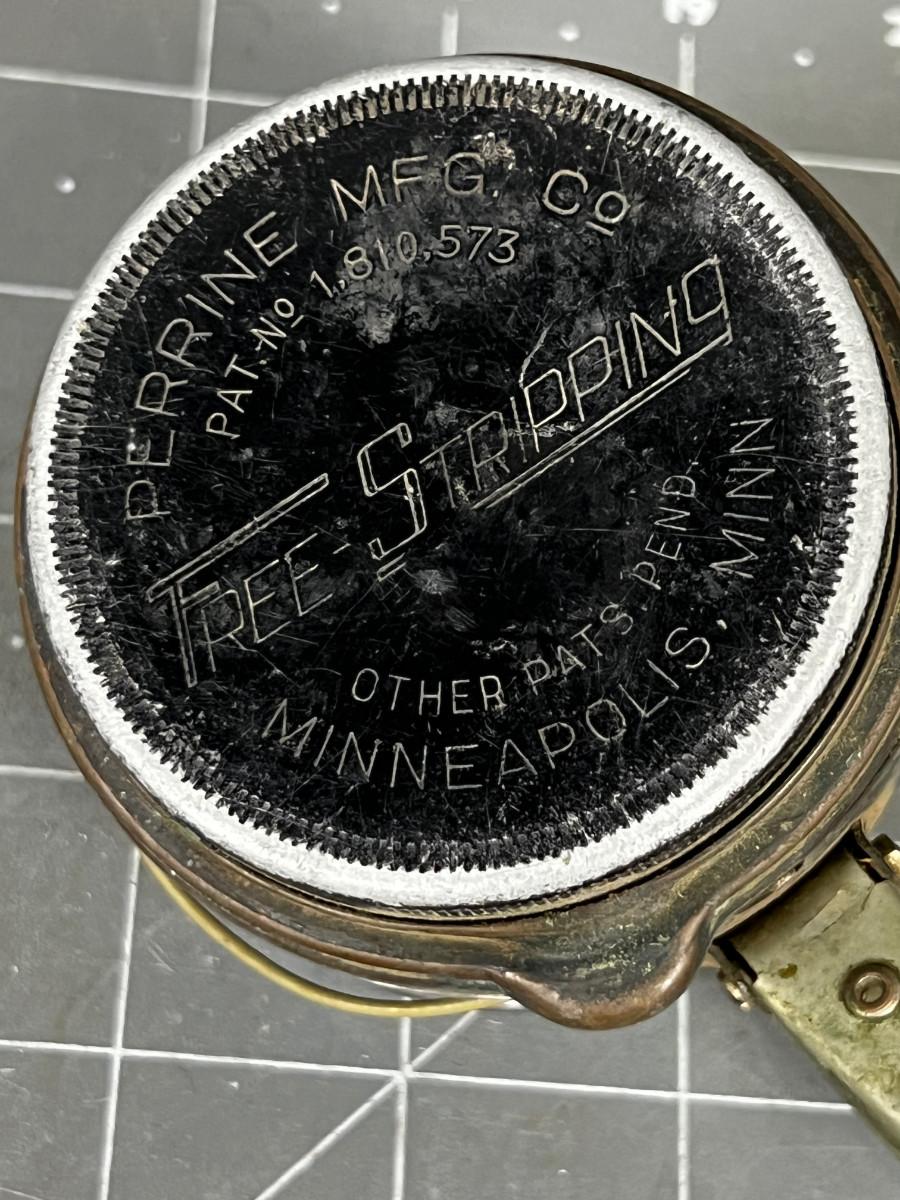 PERRINE MFG. Co
PAT. No 1,810,573
FREE-STRIPPING
OTHER PATS. PEND.
MINNEAPOLIS, MINN